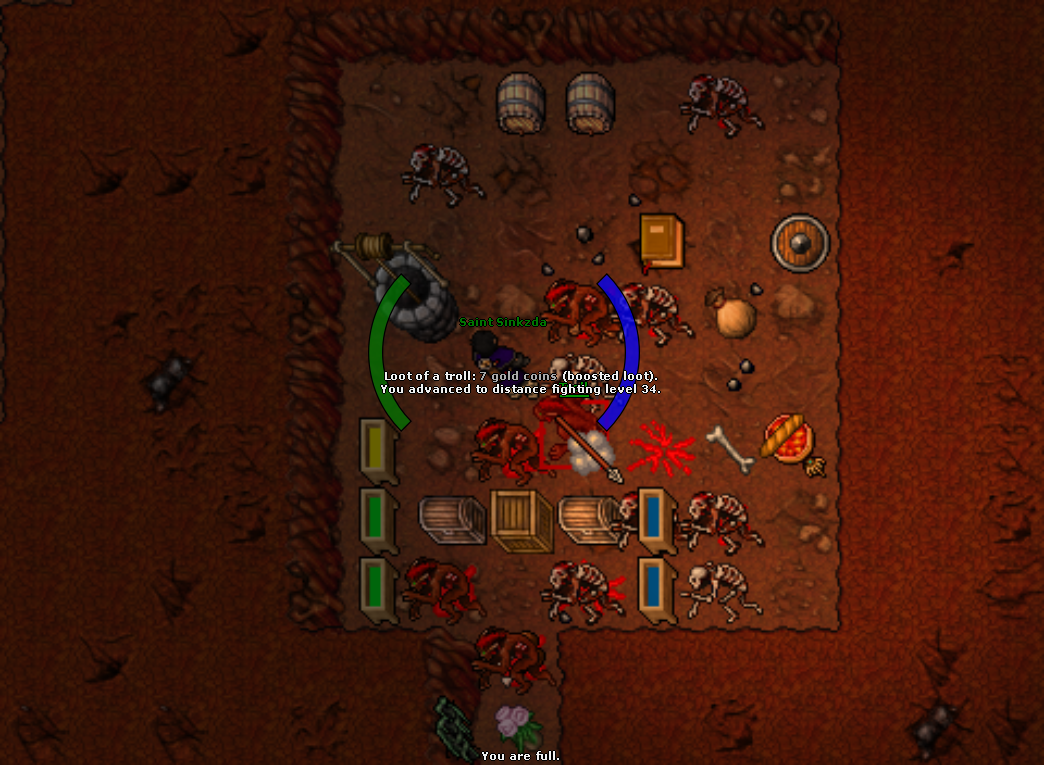 Saint Sinkzda
Loot of a troll: 7 gold coins (boosted loot).
You advanced to distance fighting level 34.
You are full.